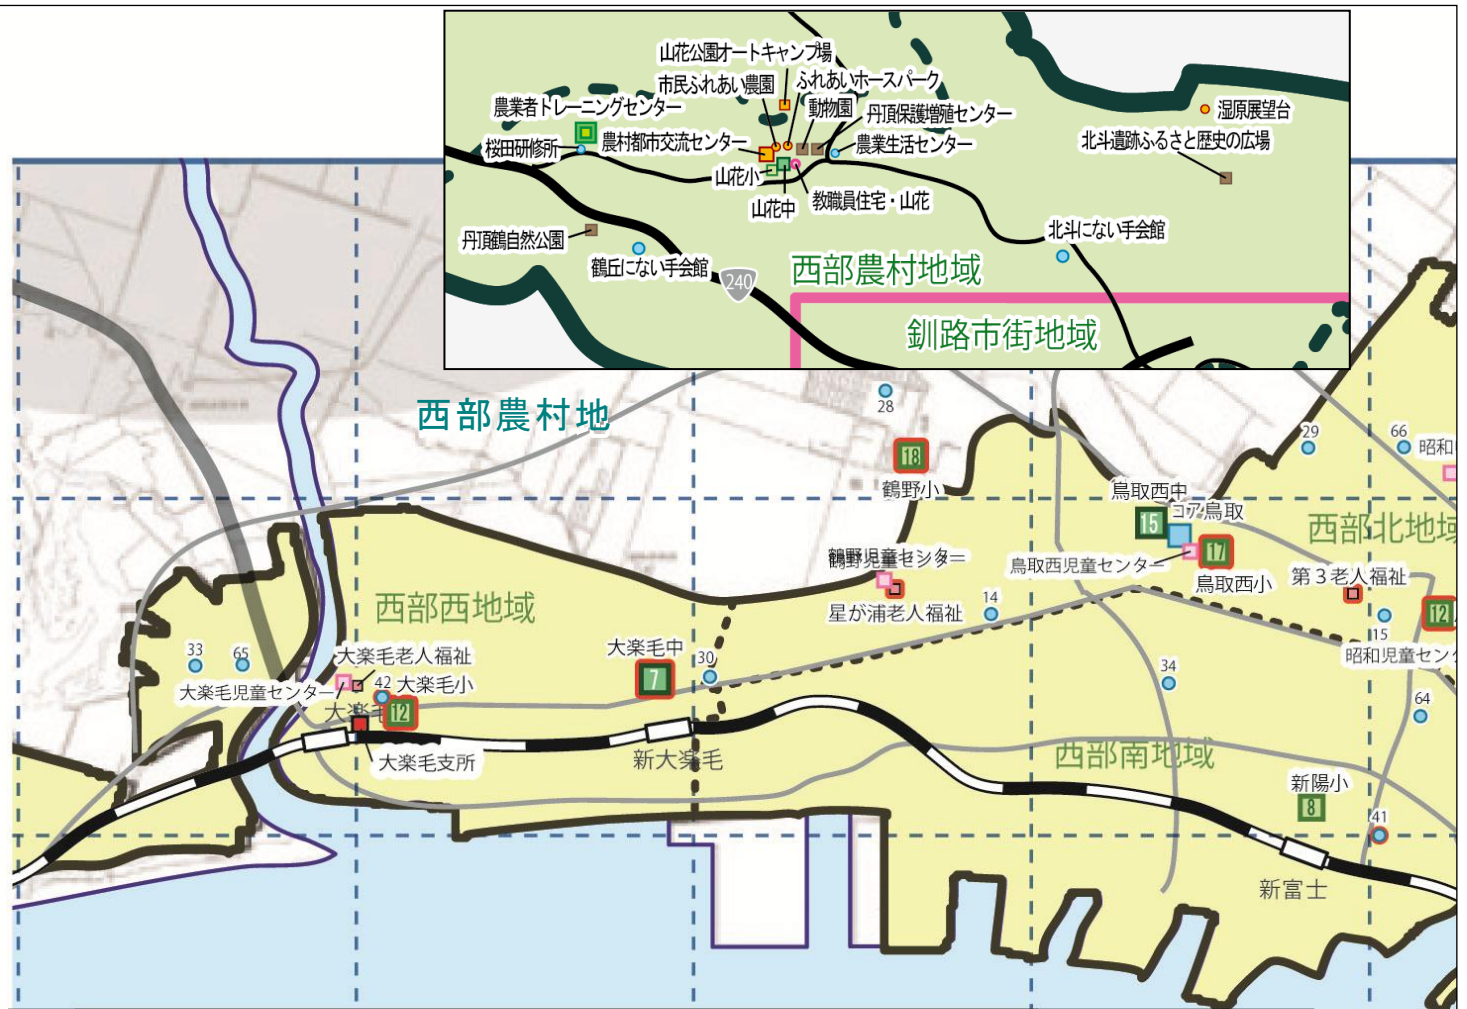 山花公園オートキャンプ場
市民ふれあい農園
ふれあいホースパーク
農業者トレーニングセンター
動物園
丹頂保護増殖センター
湿原展望台
桜田研修所
農村都市交流センター
農業生活センター
北斗遺跡ふるさと歴史の広場
山花小
山花中
教職員住宅・山花
丹頂鶴自然公園
鶴丘にない手会館
北斗にない手会館
240
西部農村地域
釧路市街地域
西部農村地
28
18
鶴野小
29
66
昭和
鳥取西中
15
コア鳥取
西部北地域
鶴野児童センター
鳥取西児童センター
17
鳥取西小
第３老人福祉
星が浦老人福祉
14
12
15
昭和児童セン
西部西地域
33
65
大楽毛老人福祉
大楽毛児童センター
42
大楽毛小
12
大楽毛
大楽毛支所
大楽毛中
7
30
新大楽毛
34
64
西部南地域
新陽小
8
41
新富士